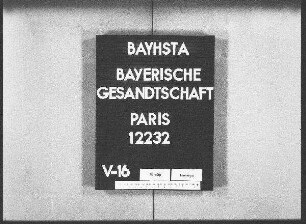 BAYHSTA
BAYERISCHE
GESANDTSCHAFT
PARIS
12232
V-16